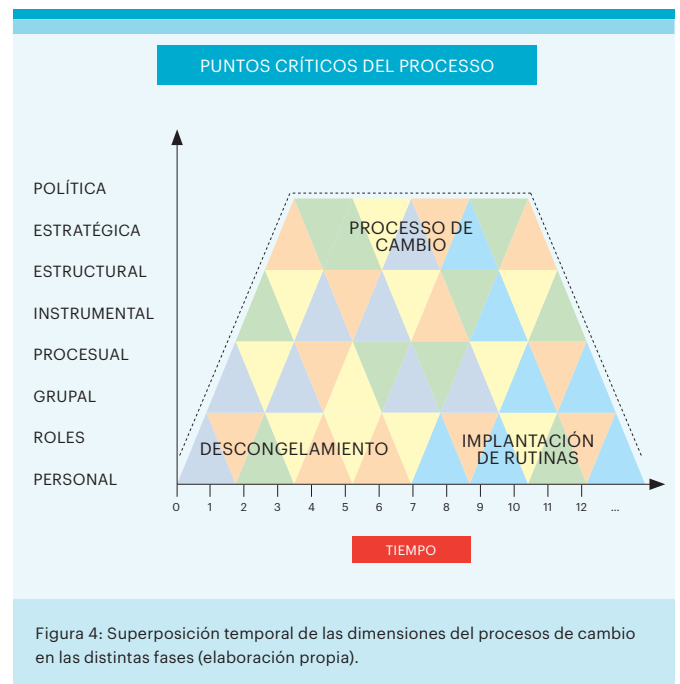 PUNTOS CRÍTICOS DEL PROCESO
POLÍTICA
ESTRATÉGICA
ESTRUCTURAL
INSTRUMENTAL
PROCESUAL
GRUPAL
ROLES
PERSONAL
PROCESSO DE
CAMBIO
DESCONGELAMIENTO
IMPLANTACIÓN
DE RUTINAS
0 1 2 3 4 5 6 7 8 9 10 11 12 ...
TIEMPO
Figura 4: Superposición temporal de las dimensiones del procesos de cambio
en las distintas fases (elaboración propia).